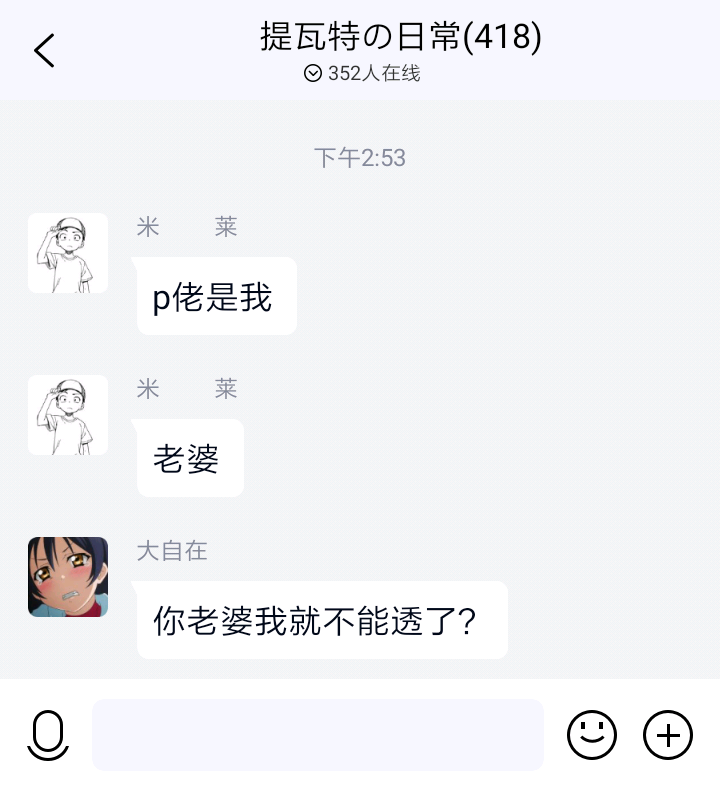 提瓦特の日常(418)
352人在线
下午2:53
米 莱
p佬是我
米 莱
老婆
大自在
你老婆我就不能透了?